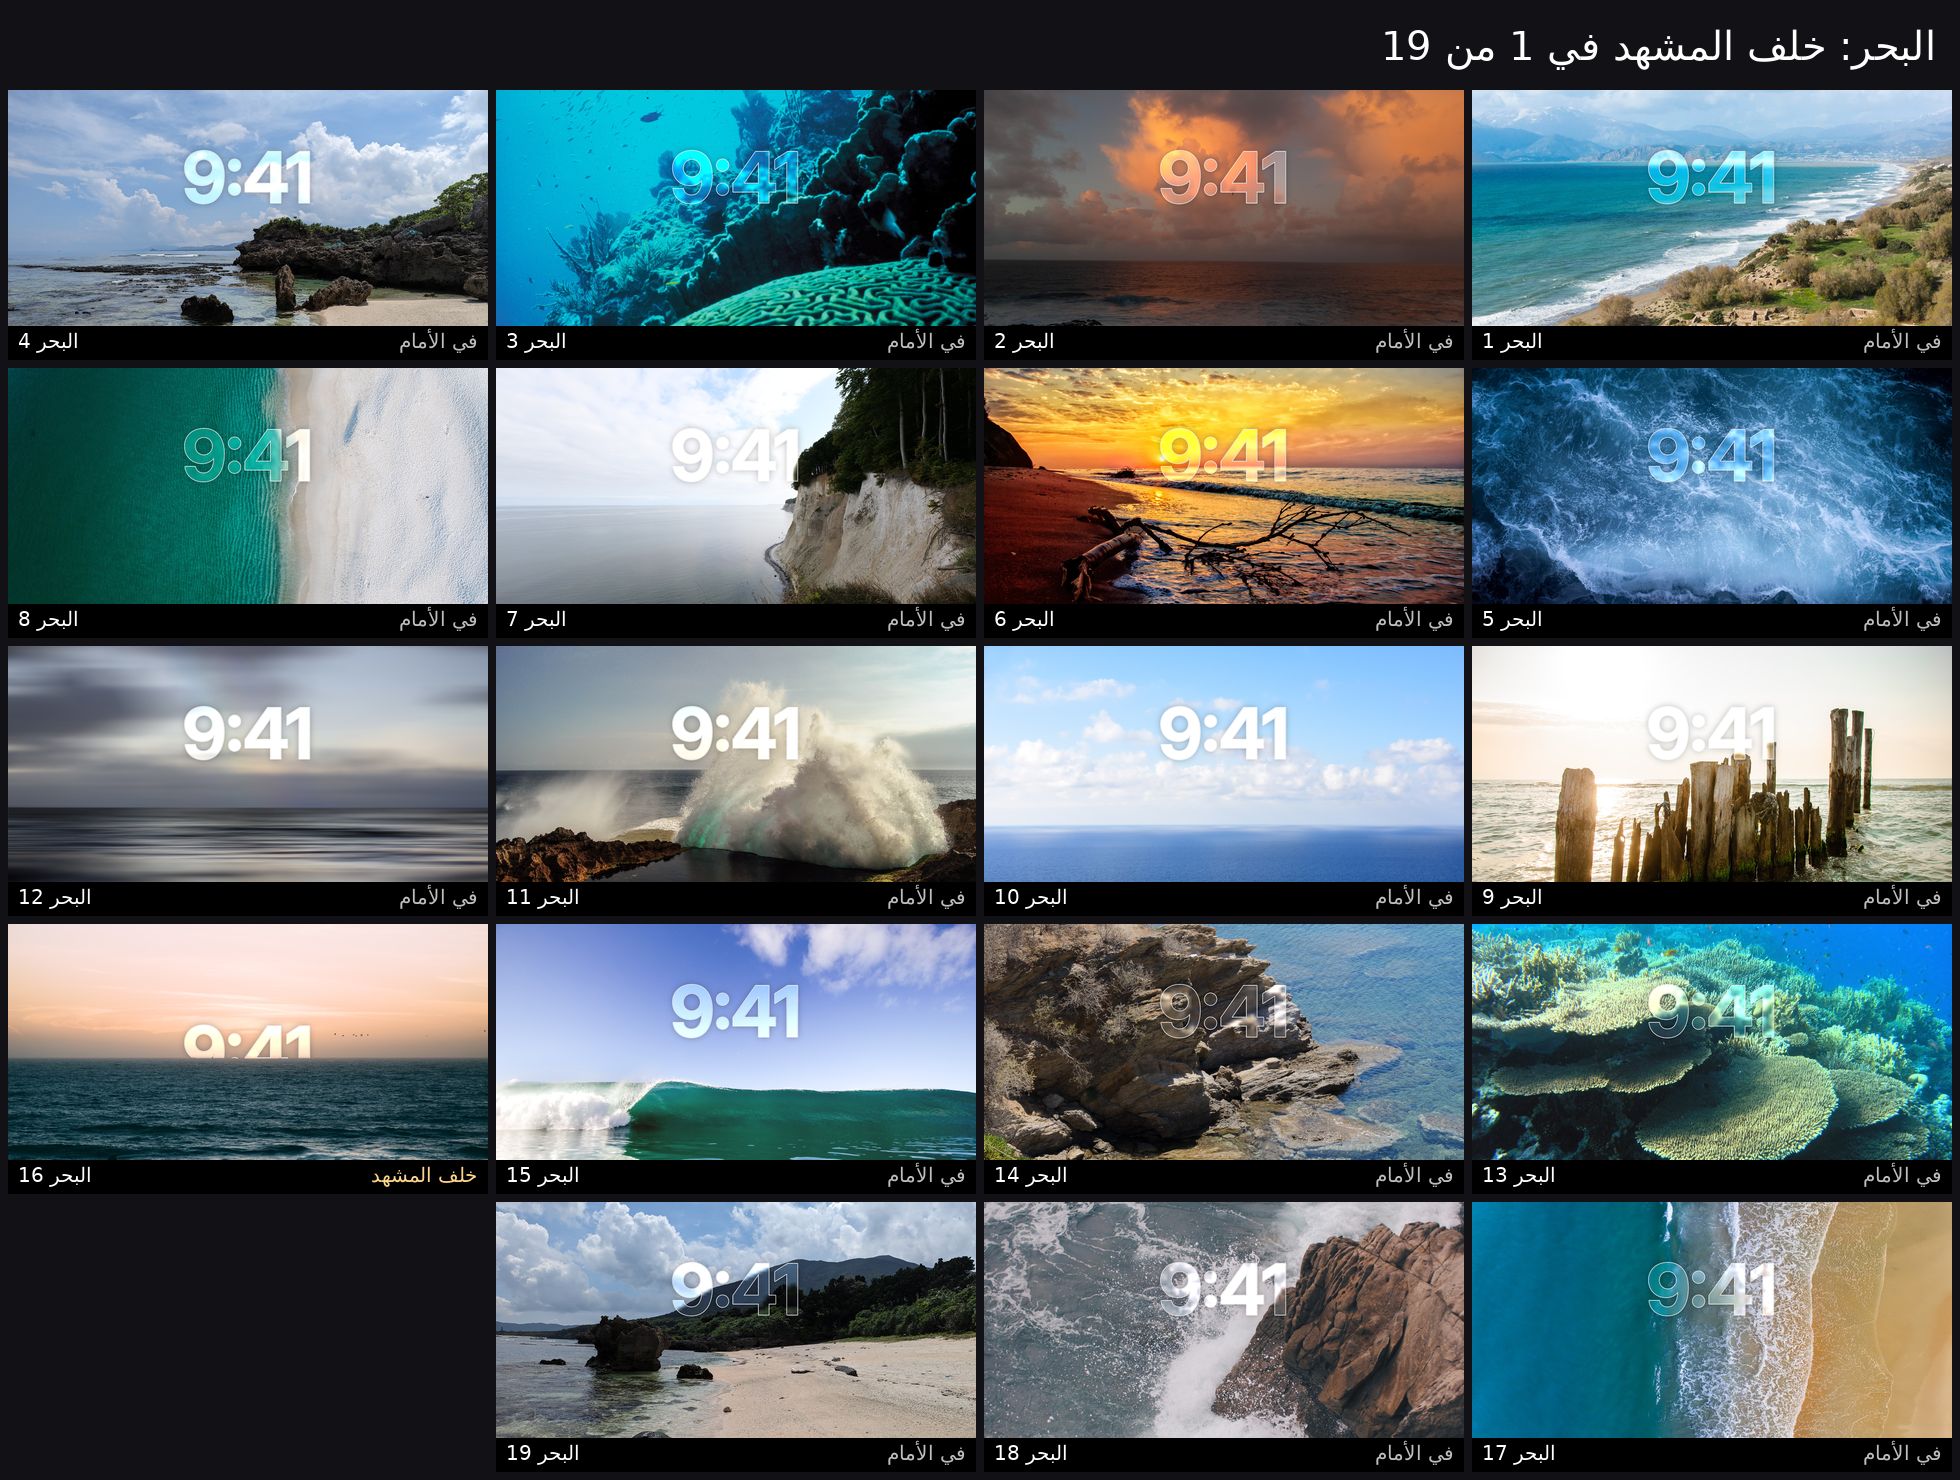 البحر: خلف المشهد في 1 من 19
9:41
9:41
9:41
9:41
في الأمام البحر 1
في الأمام البحر 2
في الأمام البحر 3
في الأمام البحر 4
9:41
9:41
9:41
9:41
في الأمام البحر 5
في الأمام البحر 6
في الأمام البحر 7
في الأمام البحر 8
9:41
9:41
9:41
9:41
في الأمام البحر 9
في الأمام البحر 10
في الأمام البحر 11
في الأمام البحر 12
9:41
9:41
9:41
9:41
في الأمام البحر 13
في الأمام البحر 14
في الأمام البحر 15
خلف المشهد البحر 16
9:41
9:41
9:41
في الأمام البحر 17
في الأمام البحر 18
في الأمام البحر 19